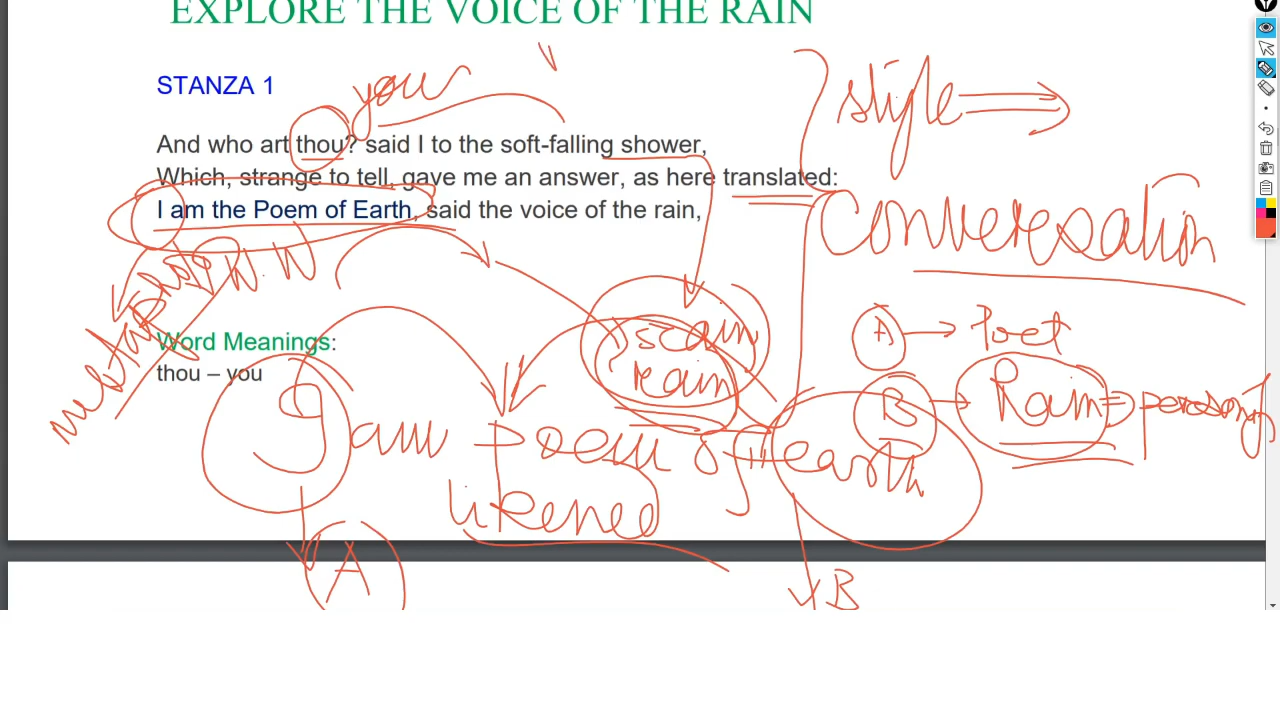 EXPLORE THE VOICE OF THE RAIN
style
STANZA 1
you
And who art thou? said I to the soft-falling shower,
Which, strange to tell, gave me an answer, as here translated:
I am the Poem of Earth, said the voice of the rain,
Conversation
A → Poet
B → Rain ⇒
rain
Word Meanings:
thou – you
I am poem of earth
likened
A
B